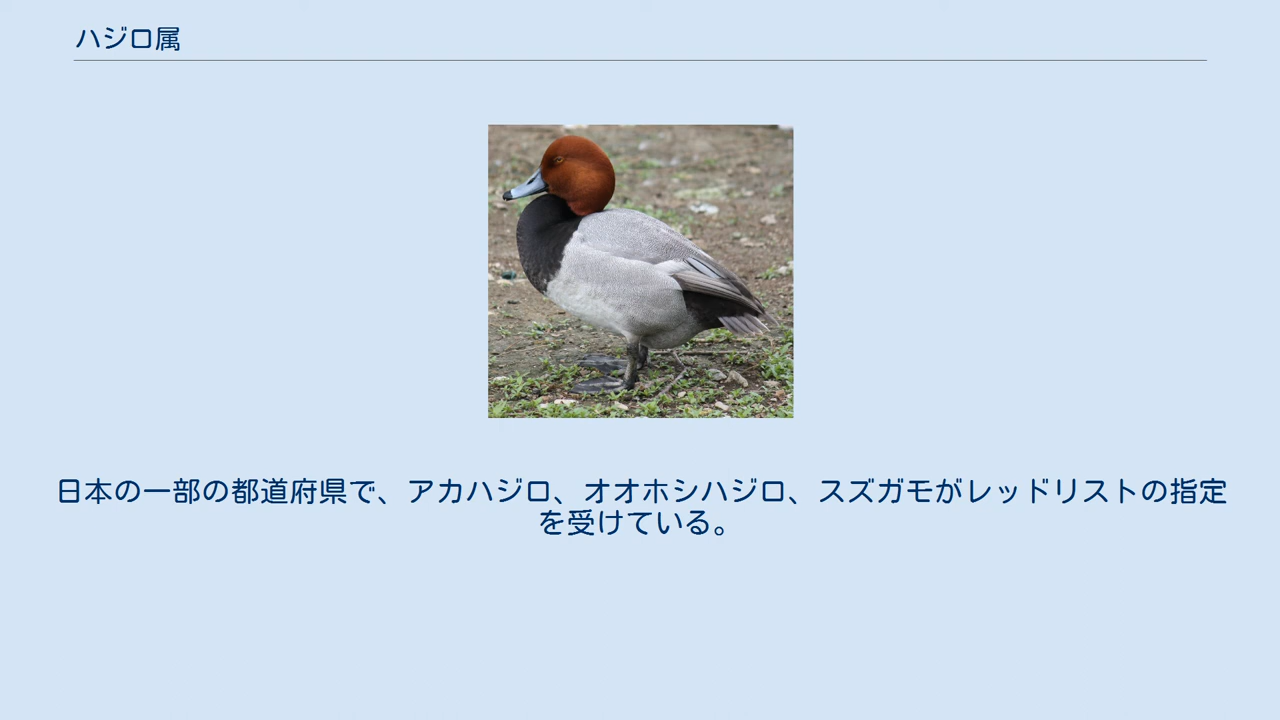 ハジロ属
日本の一部の都道府県で、アカハジロ、オオホシハジロ、スズガモがレッドリストの指定
を受けている。